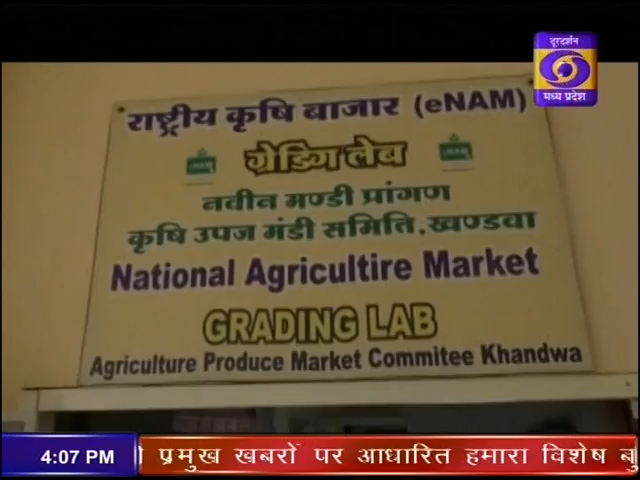 दूरदर्शन
मध्य प्रदेश
राष्ट्रीय कृषि बाजार (eNAM)
ग्रेडिंग लेब
नवीन मण्डी प्रांगण
कृषि उपज मंडी समिति, खण्डवा
National Agricultire Market
GRADING LAB
Agriculture Produce Market Commitee Khandwa
4:07 PM
प्रमुख खबरों पर आधारित हमारा विशेष